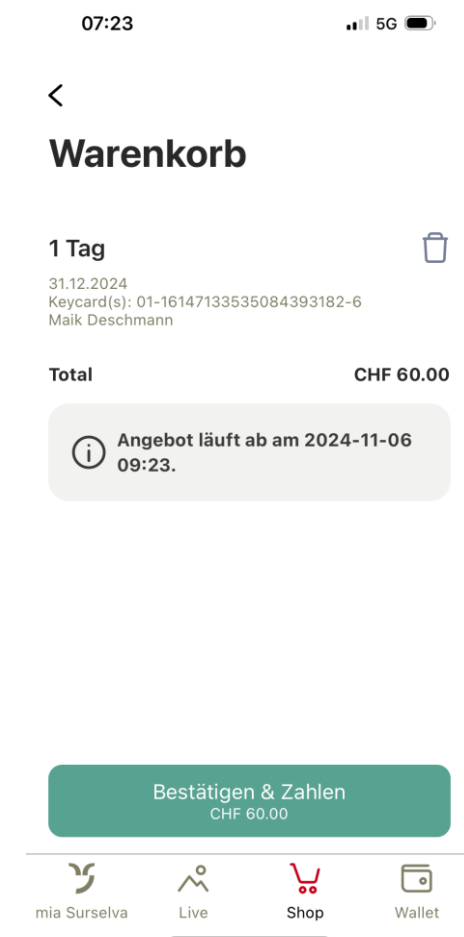 07:23
5G
Warenkorb
1 Tag
31.12.2024
Keycard(s): 01-16147133535084393182-6
Maik Deschmann
Total CHF 60.00
Angebot läuft ab am 2024-11-06
09:23.
Bestätigen & Zahlen
CHF 60.00
mia Surselva Live Shop Wallet